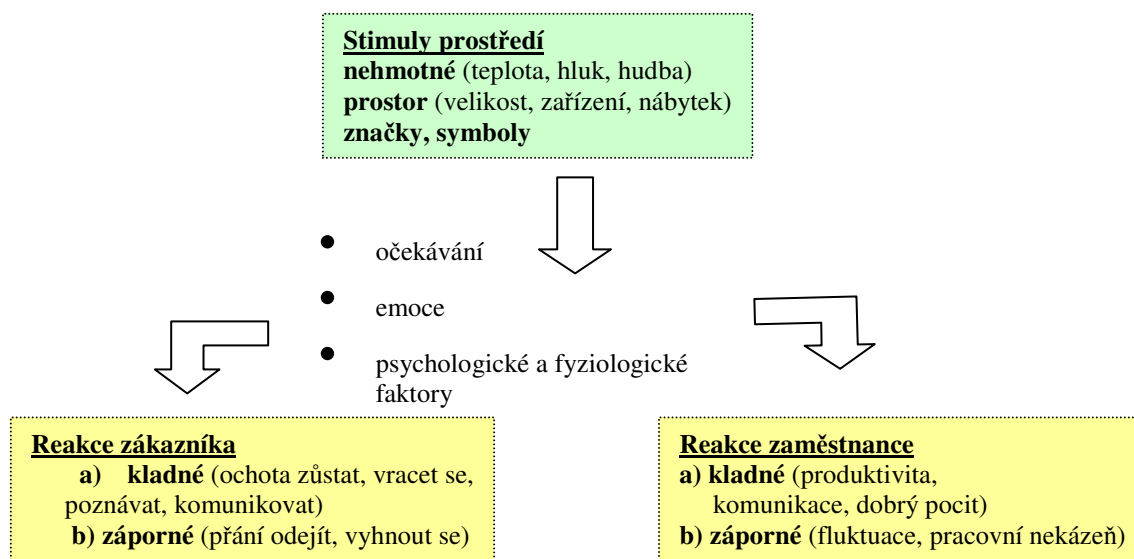 Stimuly prostředí
nehmotné (teplota, hluk, hudba)
prostor (velikost, zařízení, nábytek)
značky, symboly
• očekávání
• emoce
• psychologické a fyziologické
faktory
Reakce zákazníka
a) kladné (ochota zůstat, vracet se,
poznávat, komunikovat)
b) záporné (přání odejít, vyhnout se)
Reakce zaměstnance
a) kladné (produktivita,
komunikace, dobrý pocit)
b) záporné (fluktuace, pracovní nekázeň)